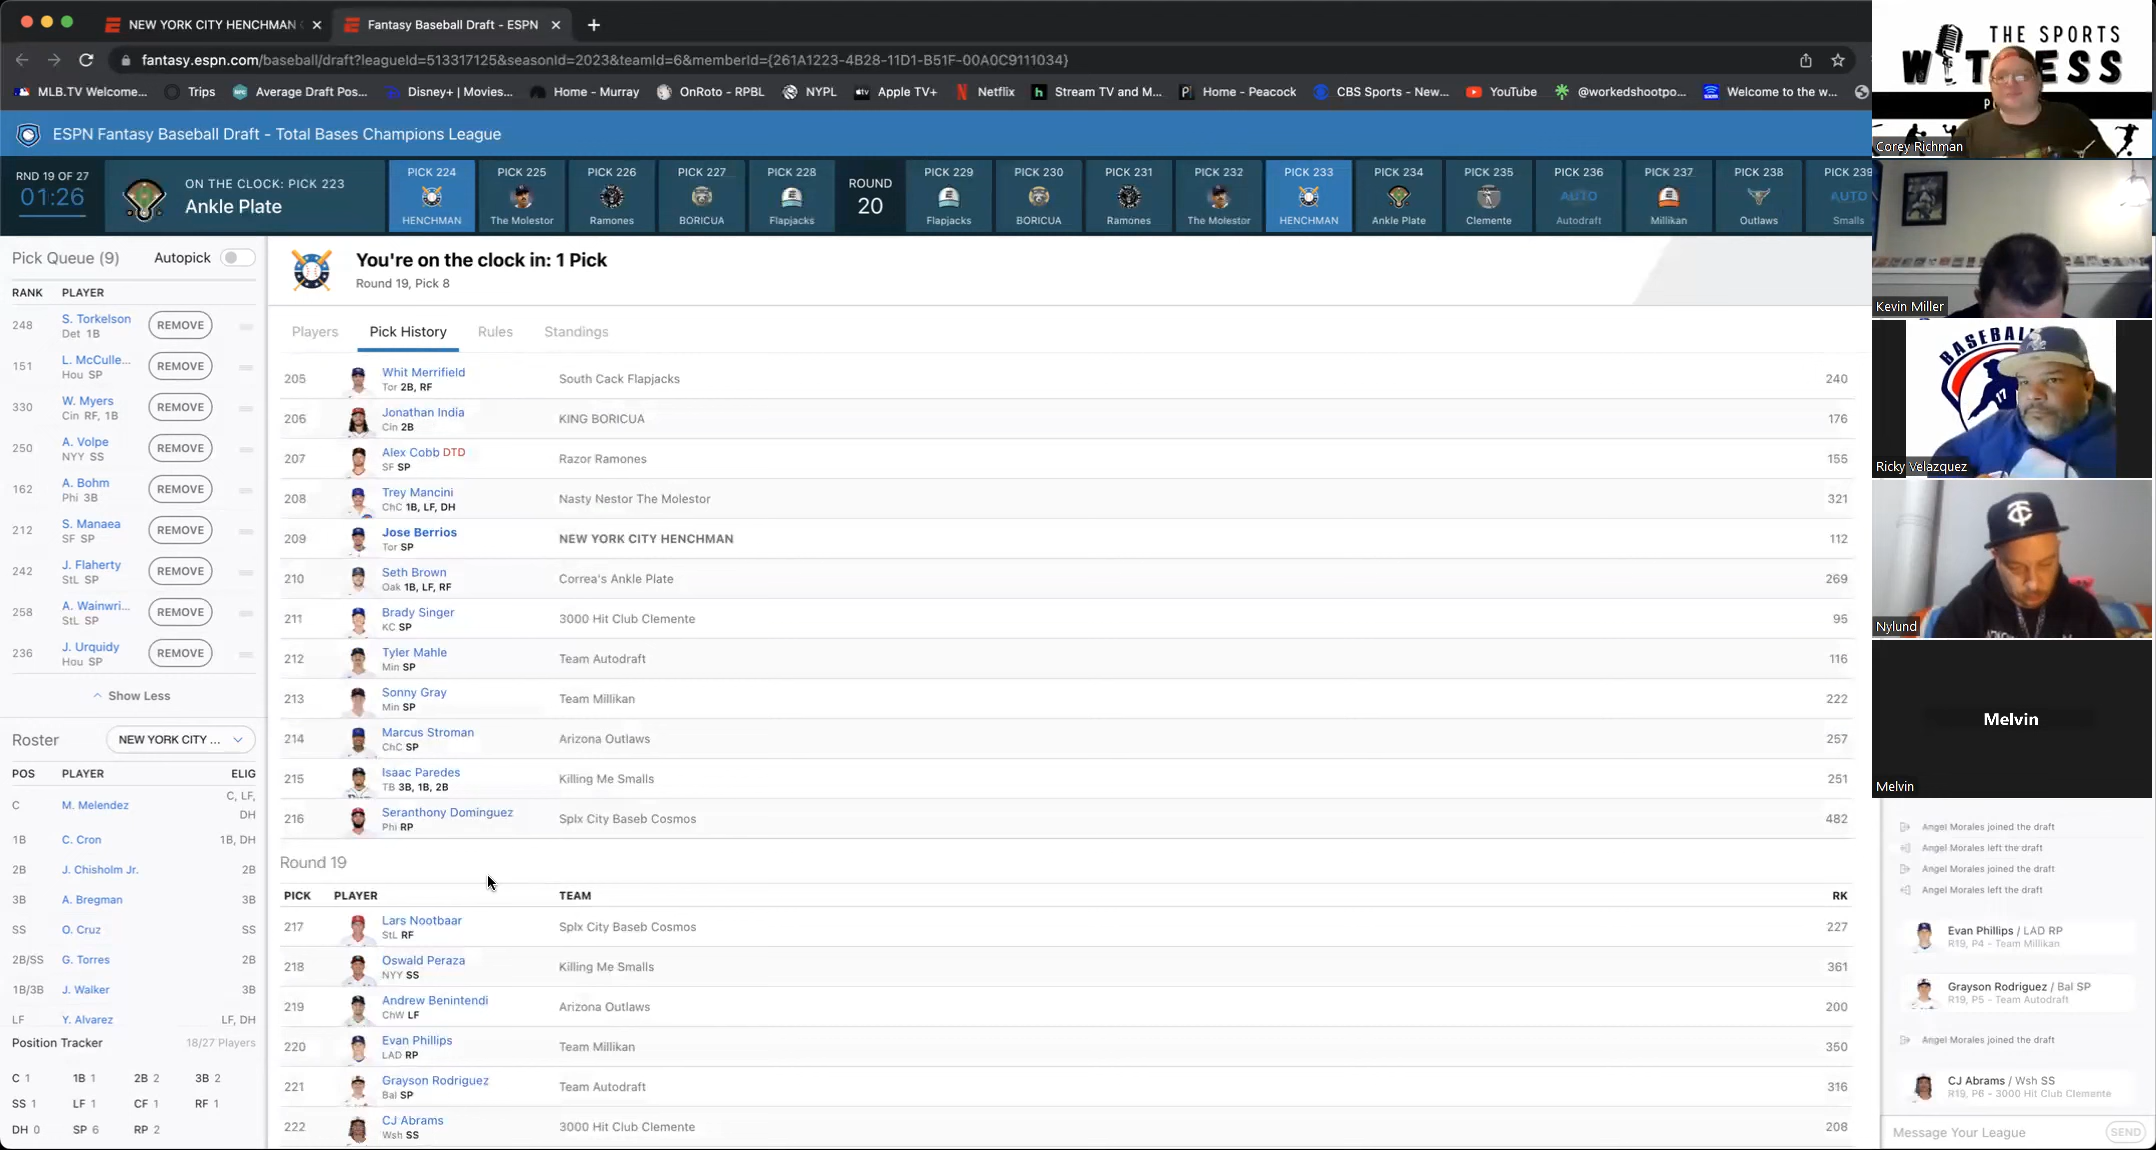 NEW YORK CITY HENCHMAN
Fantasy Baseball Draft - ESPN
fantasy.espn.com/baseball/draft?leagueId=513317125&seasonId=2023&teamId=6&memberId={261A1223-4B28-11D1-B51F-00A0C9111034}
MLB.TV Welcome... Trips Average Draft Pos... Disney+ | Movies... Home - Murray OnRoto - RPBL NYPL Apple TV+ Netflix Stream TV and M... Home - Peacock CBS Sports - New... YouTube @workedshootpo... Welcome to the w...
ESPN Fantasy Baseball Draft - Total Bases Champions League
RND 19 OF 27
01:26
ON THE CLOCK: PICK 223
Ankle Plate
PICK 224
HENCHMAN
PICK 225
The Molestor
PICK 226
Ramones
PICK 227
BORICUA
PICK 228
Flapjacks
ROUND
20
PICK 229
Flapjacks
PICK 230
BORICUA
PICK 231
Ramones
PICK 232
The Molestor
PICK 233
HENCHMAN
PICK 234
Ankle Plate
PICK 235
Clemente
PICK 236
AUTO
Autodraft
PICK 237
Millikan
PICK 238
Outlaws
PICK 239
AUTO
Smalls
Pick Queue (9) Autopick
RANK PLAYER
248 S. Torkelson REMOVE
Det 1B
151 L. McCulle... REMOVE
Hou SP
330 W. Myers REMOVE
Cin RF, 1B
250 A. Volpe REMOVE
NYY SS
162 A. Bohm REMOVE
Phi 3B
212 S. Manaea REMOVE
SF SP
242 J. Flaherty REMOVE
StL SP
258 A. Wainwri... REMOVE
StL SP
236 J. Urquidy REMOVE
Hou SP
Show Less
Roster NEW YORK CITY ...
POS PLAYER ELIG
C M. Melendez C, LF, DH
1B C. Cron 1B, DH
2B J. Chisholm Jr. 2B
3B A. Bregman 3B
SS O. Cruz SS
2B/SS G. Torres 2B
1B/3B J. Walker 3B
LF Y. Alvarez LF, DH
Position Tracker 18/27 Players
C 1 1B 1 2B 2 3B 2
SS 1 LF 1 CF 1 RF 1
DH 0 SP 6 RP 2
You're on the clock in: 1 Pick
Round 19, Pick 8
Players Pick History Rules Standings
205 Whit Merrifield South Cack Flapjacks 240
Tor 2B, RF
206 Jonathan India KING BORICUA 176
Cin 2B
207 Alex Cobb DTD Razor Ramones 155
SF SP
208 Trey Mancini Nasty Nestor The Molestor 321
ChC 1B, LF, DH
209 Jose Berrios NEW YORK CITY HENCHMAN 112
Tor SP
210 Seth Brown Correa's Ankle Plate 269
Oak 1B, LF, RF
211 Brady Singer 3000 Hit Club Clemente 95
KC SP
212 Tyler Mahle Team Autodraft 116
Min SP
213 Sonny Gray Team Millikan 222
Min SP
214 Marcus Stroman Arizona Outlaws 257
ChC SP
215 Isaac Paredes Killing Me Smalls 251
TB 3B, 1B, 2B
216 Seranthony Dominguez Splx City Baseb Cosmos 482
Phi RP
Round 19
PICK PLAYER TEAM RK
217 Lars Nootbaar Splx City Baseb Cosmos 227
StL RF
218 Oswald Peraza Killing Me Smalls 361
NYY SS
219 Andrew Benintendi Arizona Outlaws 200
ChW LF
220 Evan Phillips Team Millikan 350
LAD RP
221 Grayson Rodriguez Team Autodraft 316
Bal SP
222 CJ Abrams 3000 Hit Club Clemente 208
Wsh SS
THE SPORTS
WITNESS
Corey Richman
Kevin Miller
BASEBAL
17
Ricky Velazquez
TC
Nylund
Melvin
Melvin
Angel Morales joined the draft
Angel Morales left the draft
Angel Morales joined the draft
Angel Morales left the draft
Evan Phillips / LAD RP
R19, P4 - Team Millikan
Grayson Rodriguez / Bal SP
R19, P5 - Team Autodraft
Angel Morales joined the draft
CJ Abrams / Wsh SS
R19, P6 - 3000 Hit Club Clemente
Message Your League SEND